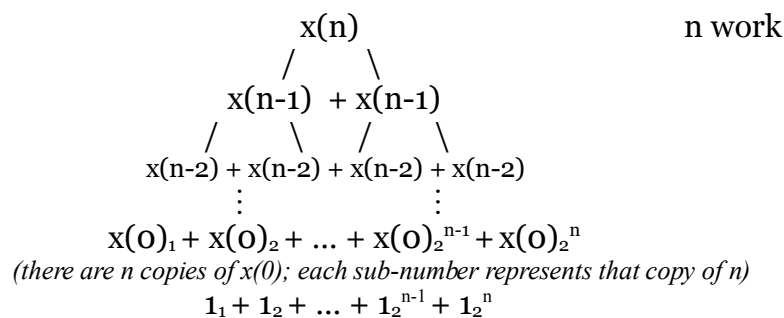 x(n) n work
x(n-1) + x(n-1)
x(n-2) + x(n-2) + x(n-2) + x(n-2)
x(0)₁ + x(0)₂ + ... + x(0)₂ⁿ⁻¹ + x(0)₂ⁿ
(there are n copies of x(0); each sub-number represents that copy of n)
1₁ + 1₂ + ... + 1₂ⁿ⁻¹ + 1₂ⁿ